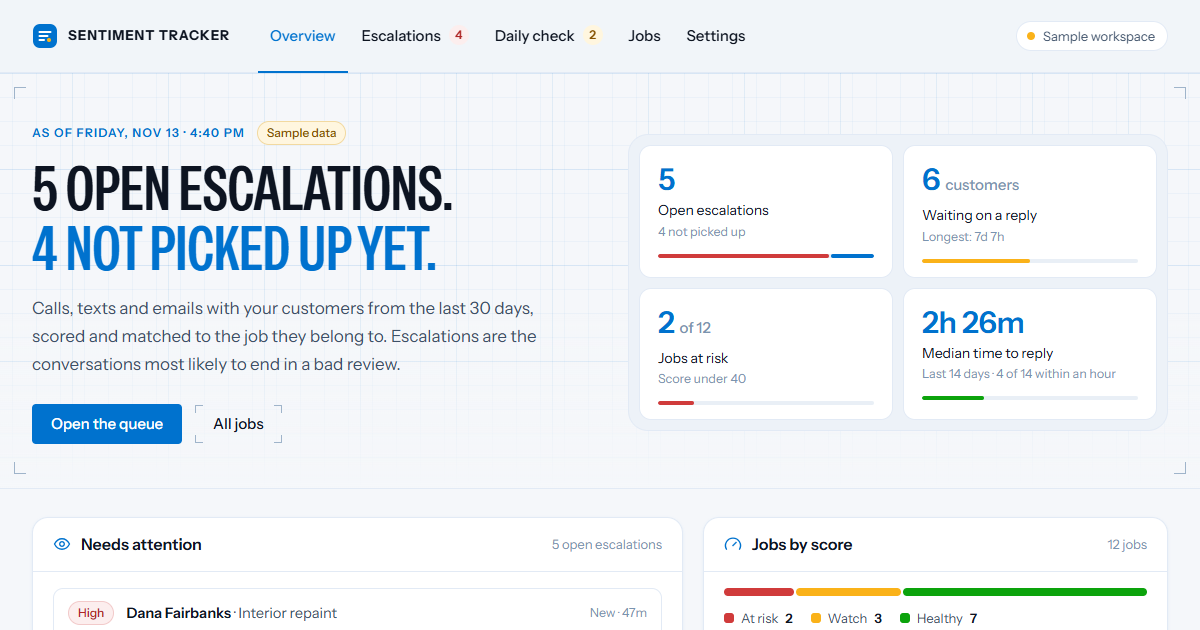 SENTIMENT TRACKER
Overview
Escalations 4
Daily check 2
Jobs
Settings
Sample workspace
AS OF FRIDAY, NOV 13 · 4:40 PM
Sample data
5 OPEN ESCALATIONS.
4 NOT PICKED UP YET.
Calls, texts and emails with your customers from the last 30 days,
scored and matched to the job they belong to. Escalations are the
conversations most likely to end in a bad review.
Open the queue
All jobs
5
Open escalations
4 not picked up
6 customers
Waiting on a reply
Longest: 7d 7h
2 of 12
Jobs at risk
Score under 40
2h 26m
Median time to reply
Last 14 days · 4 of 14 within an hour
Needs attention
5 open escalations
High
Dana Fairbanks · Interior repaint
New · 47m
Jobs by score
12 jobs
At risk 2
Watch 3
Healthy 7